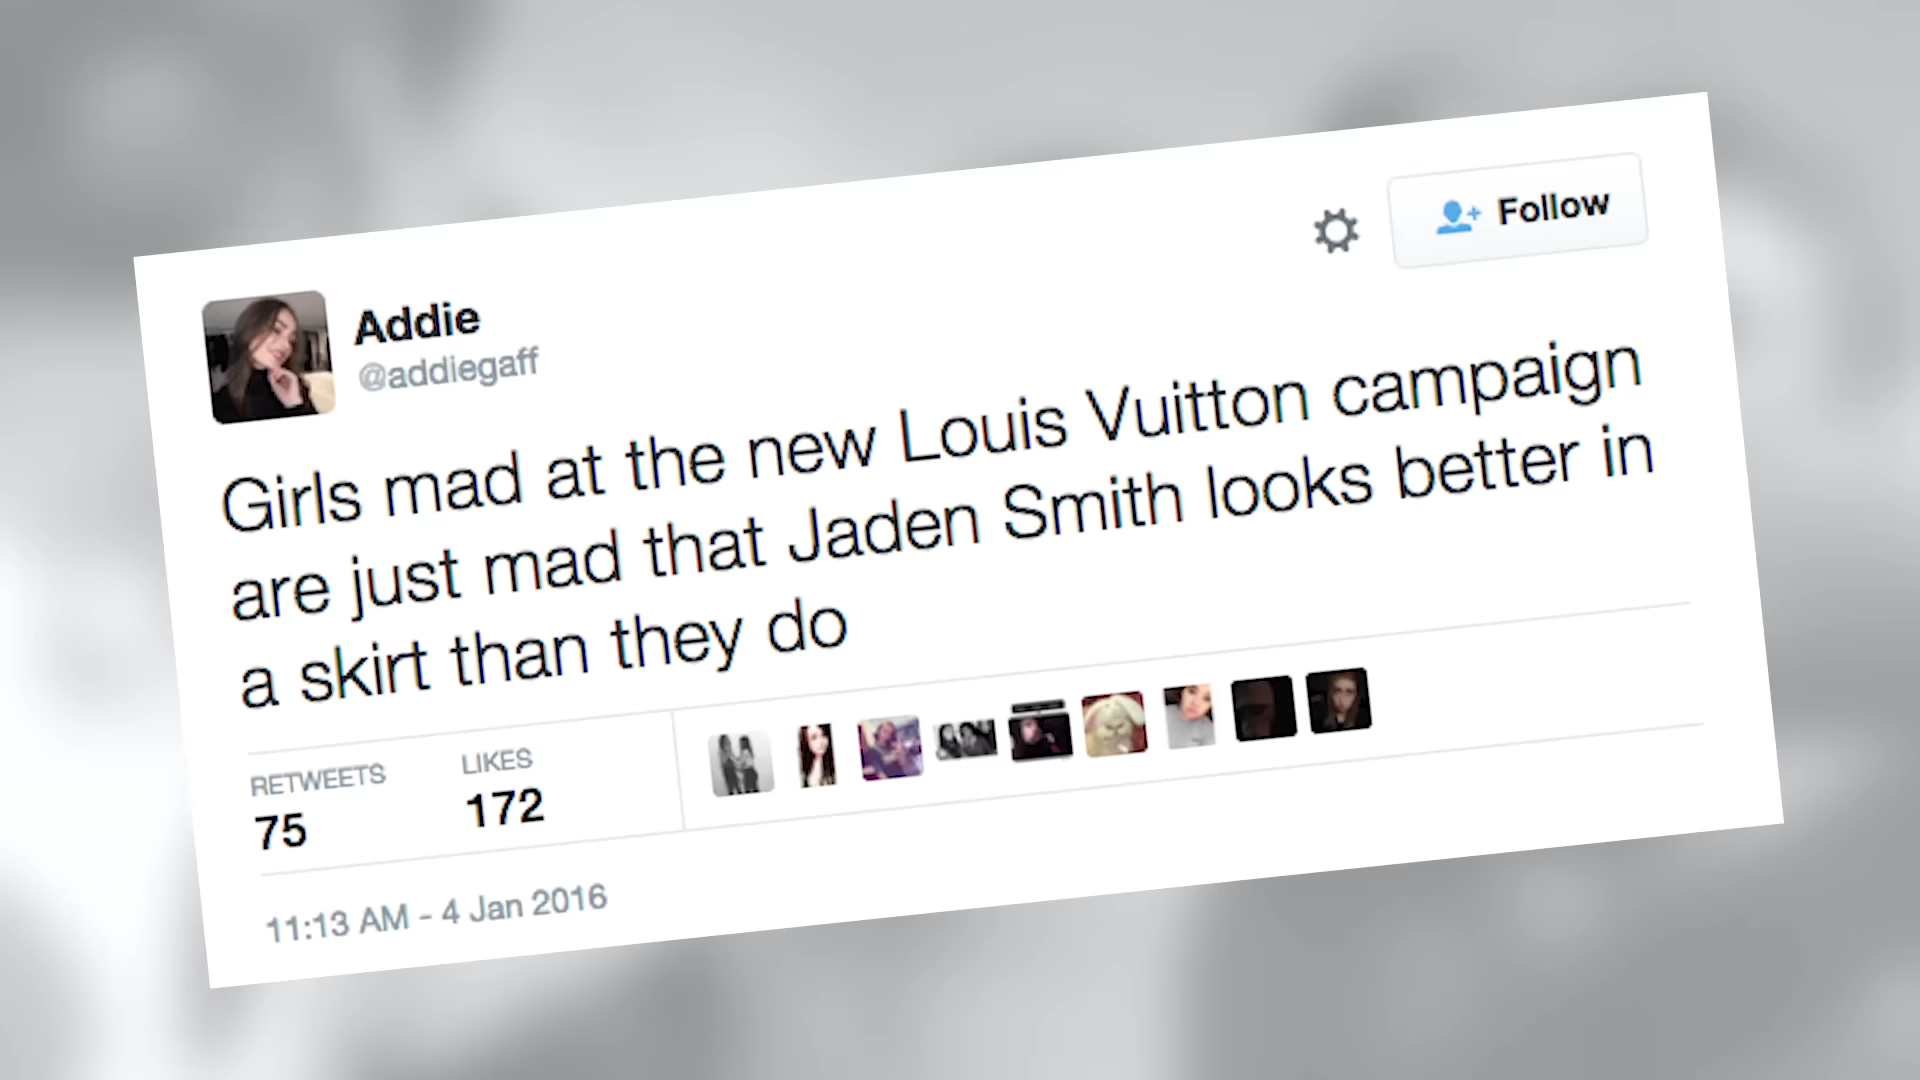 Addie
@addiegaff
Follow
Girls mad at the new Louis Vuitton campaign
are just mad that Jaden Smith looks better in
a skirt than they do
RETWEETS
75
LIKES
172
11:13 AM - 4 Jan 2016